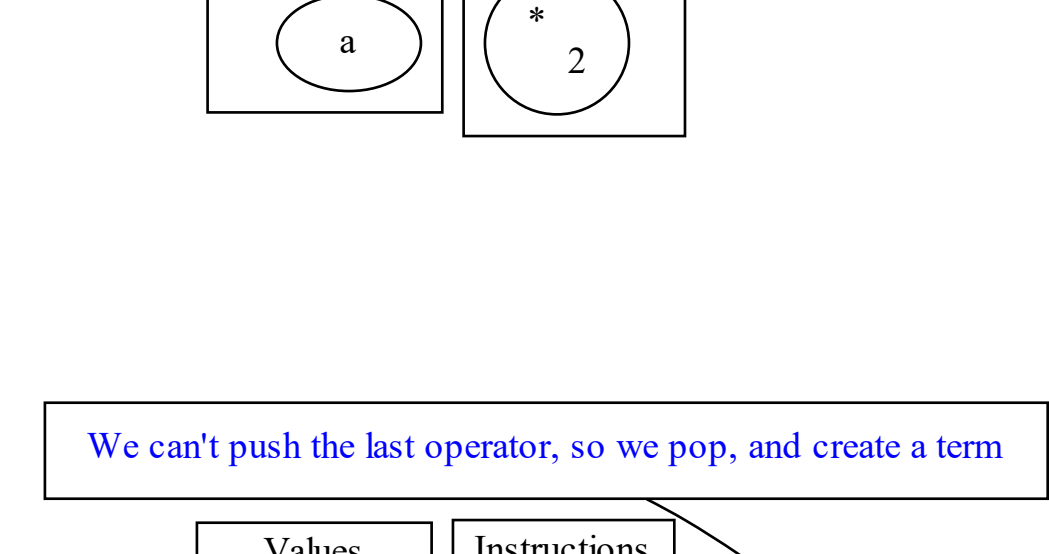 a
*
2
We can't push the last operator, so we pop, and create a term
Values
Instructions